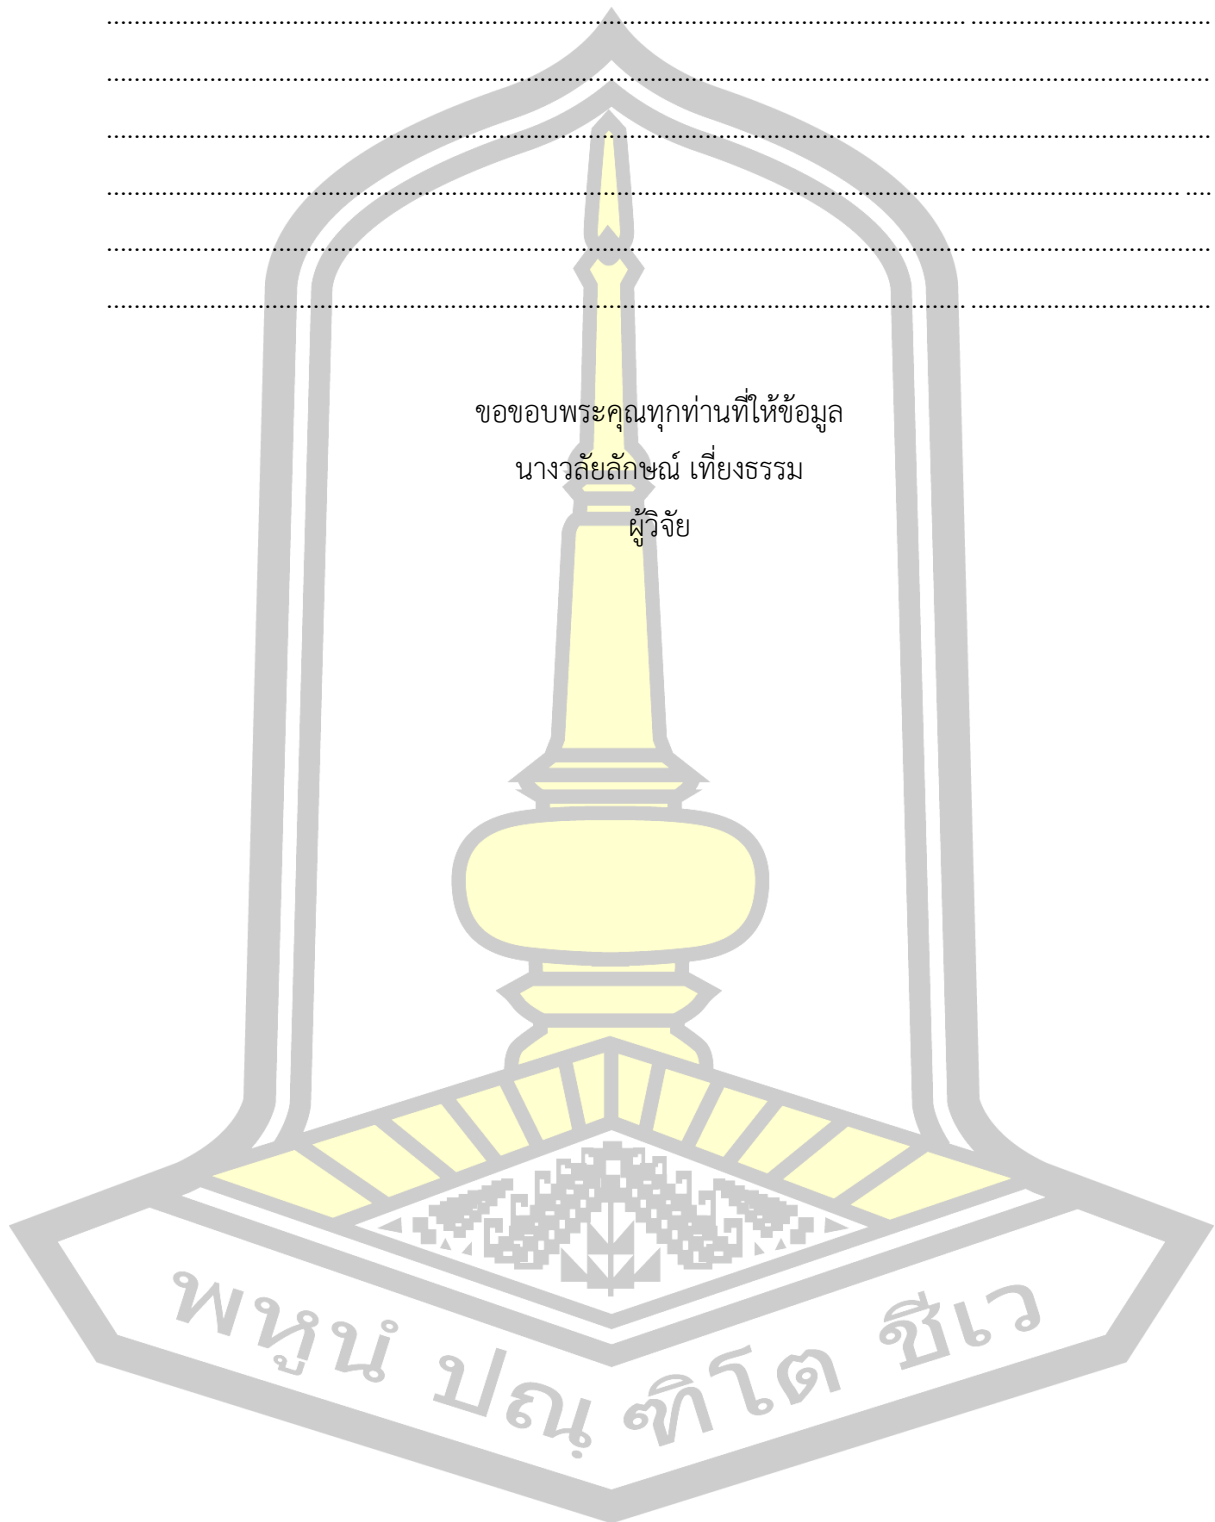 ........................................................................................................................................................ ..........................................
..................................................................................................................... ..............................................................................
........................................................................................................................................................ ..........................................
.............................................................................................................................................................................................. ....
........................................................................................................................................................ ..........................................
........................................................................................................................................................ ..........................................
ขอขอบพระคุณทุกท่านที่ให้ข้อมูล
นางวลัยลักษณ์ เที่ยงธรรม
ผู้วิจัย
พหูนํ ปณฺฑิโต ชีเว